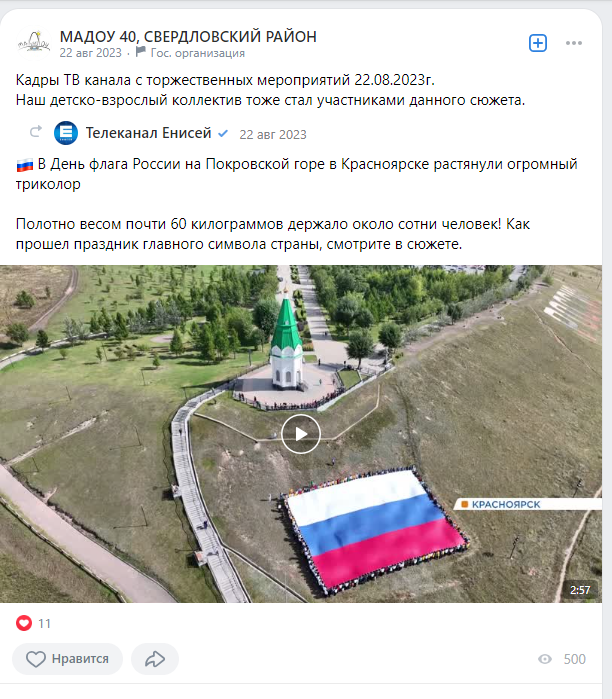 МАДОУ 40, СВЕРДЛОВСКИЙ РАЙОН
22 авг 2023 · Гос. организация
Кадры ТВ канала с торжественных мероприятий 22.08.2023г.
Наш детско-взрослый коллектив тоже стал участниками данного сюжета.
Телеканал Енисей 22 авг 2023
В День флага России на Покровской горе в Красноярске растянули огромный
триколор
Полотно весом почти 60 килограммов держало около сотни человек! Как
прошел праздник главного символа страны, смотрите в сюжете.
КРАСНОЯРСК
2:57
11
Нравится
500